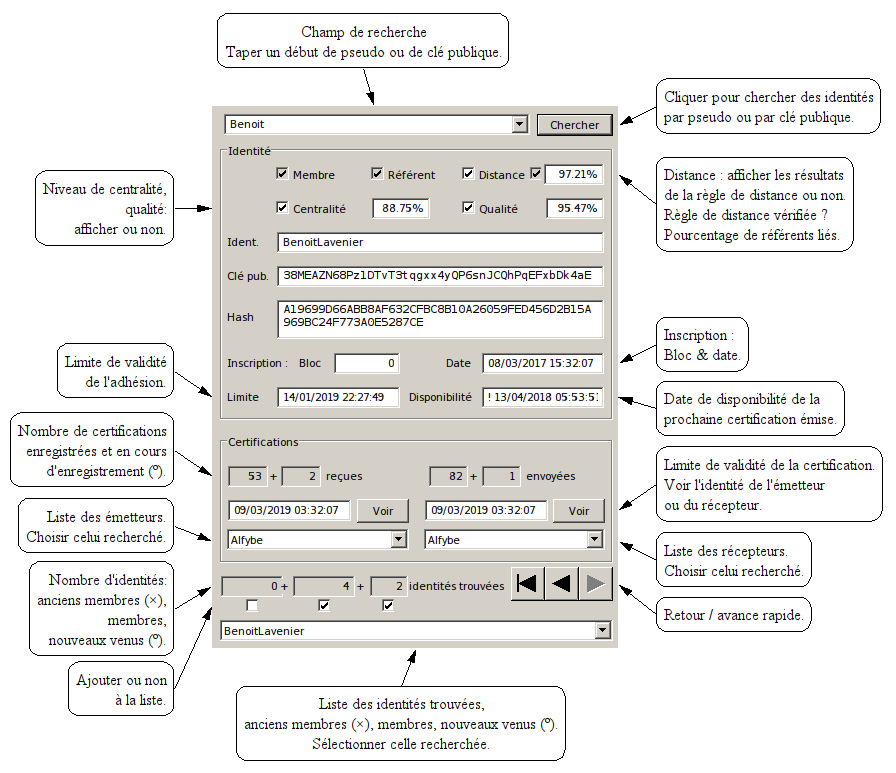 Champ de recherche
Taper un début de pseudo ou de clé publique.
Cliquer pour chercher des identités
par pseudo ou par clé publique.
Benoit
Chercher
Identité
Membre
Référent
Distance
97.21%
Centralité
88.75%
Qualité
95.47%
Niveau de centralité,
qualité:
afficher ou non.
Distance : afficher les résultats
de la règle de distance ou non.
Règle de distance vérifiée ?
Pourcentage de référents liés.
Ident.
BenoitLavenier
Clé pub.
38MEAZN68Pz1DTvT3tqgxx4yQP6snJCQhPqEFxbDk4aE
Hash
A19699D66ABB8AF632CFBC8B10A26059FED456D2B15A
969BC24F773A0E5287CE
Inscription : Bloc
0
Date
08/03/2017 15:32:07
Inscription :
Bloc & date.
Limite de validité
de l'adhésion.
Limite
14/01/2019 22:27:49
Disponibilité
! 13/04/2018 05:53:51
Date de disponibilité de la
prochaine certification émise.
Nombre de certifications
enregistrées et en cours
d'enregistrement (º).
Certifications
53 + 2 reçues
82 + 1 envoyées
09/03/2019 03:32:07
Voir
09/03/2019 03:32:07
Voir
Limite de validité de la certification.
Voir l'identité de l'émetteur
ou du récepteur.
Liste des émetteurs.
Choisir celui recherché.
Alfybe
Alfybe
Liste des récepteurs.
Choisir celui recherché.
Nombre d'identités:
anciens membres (×),
membres,
nouveaux venus (º).
0 + 4 + 2 identités trouvées
Retour / avance rapide.
BenoitLavenier
Ajouter ou non
à la liste.
Liste des identités trouvées,
anciens membres (×), membres, nouveaux venus (º).
Sélectionner celle recherchée.